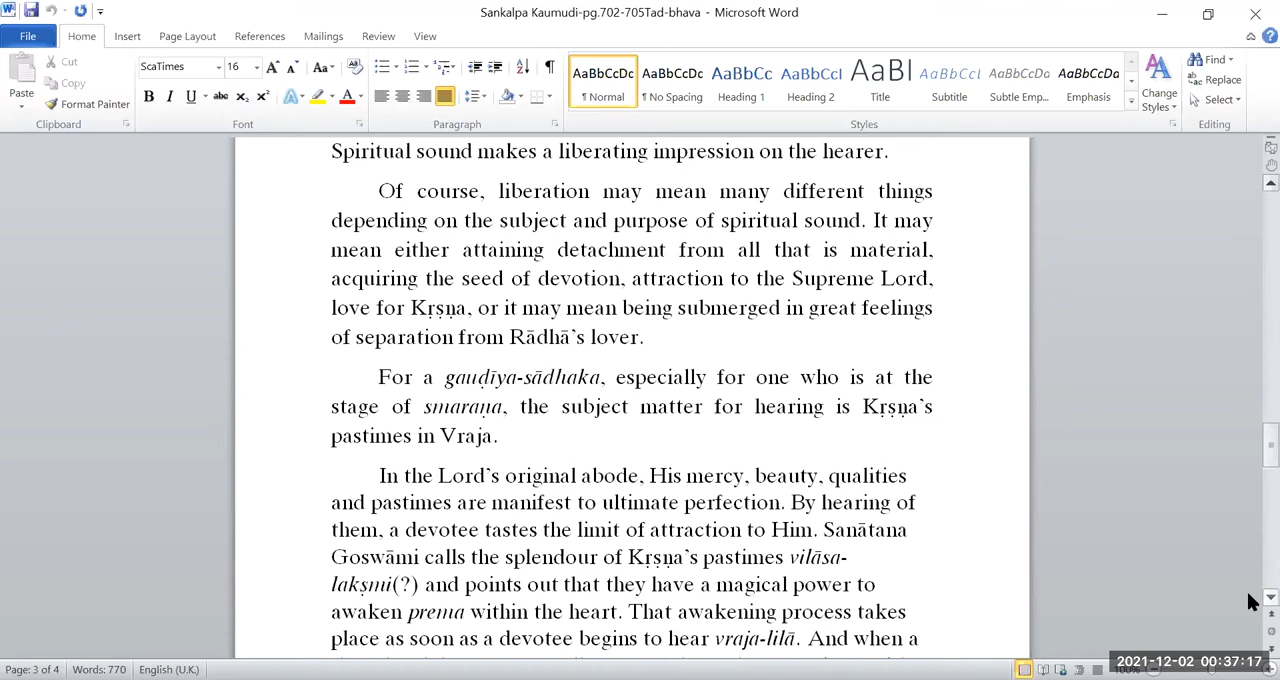 Sankalpa Kaumudi-pg.702-705Tad-bhava - Microsoft Word
File Home Insert Page Layout References Mailings Review View
Paste Cut Copy Format Painter Clipboard
ScaTimes 16 Font
Paragraph
AaBbCcDc ¶ Normal
AaBbCcDc ¶ No Spacing
AaBbCc Heading 1
AaBbCcI Heading 2
AaBI Title
AaBbCcL Subtitle
AaBbCcDa Subtle Emp...
AaBbCcDa Emphasis
Change Styles
Styles
Find Replace Select Editing
Spiritual sound makes a liberating impression on the hearer.
Of course, liberation may mean many different things
depending on the subject and purpose of spiritual sound. It may
mean either attaining detachment from all that is material,
acquiring the seed of devotion, attraction to the Supreme Lord,
love for Kṛṣṇa, or it may mean being submerged in great feelings
of separation from Rādhā’s lover.
For a gauḍīya-sādhaka, especially for one who is at the
stage of smaraṇa, the subject matter for hearing is Kṛṣṇa’s
pastimes in Vraja.
In the Lord’s original abode, His mercy, beauty, qualities
and pastimes are manifest to ultimate perfection. By hearing of
them, a devotee tastes the limit of attraction to Him. Sanātana
Goswāmi calls the splendour of Kṛṣṇa’s pastimes vilāsa-
lakṣmi(?) and points out that they have a magical power to
awaken prema within the heart. That awakening process takes
place as soon as a devotee begins to hear vraja-lilā. And when a
Page: 3 of 4 Words: 770 English (U.K.)
2021-12-02 00:37:17